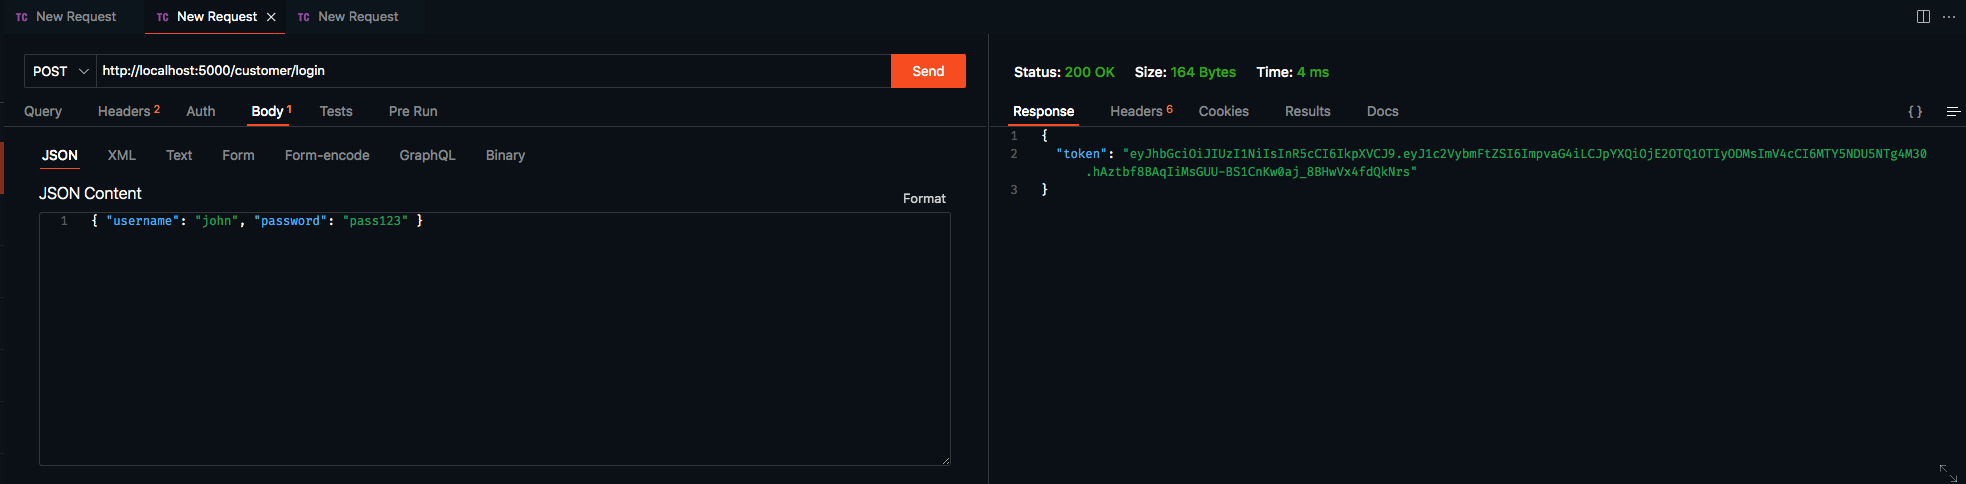 TC New Request TC New Request × TC New Request
POST http://localhost:5000/customer/login Send
Query Headers 2 Auth Body 1 Tests Pre Run
JSON XML Text Form Form-encode GraphQL Binary
JSON Content
Format
1 { "username": "john", "password": "pass123" }
Status: 200 OK Size: 164 Bytes Time: 4 ms
Response Headers 6 Cookies Results Docs { }
1 {
2 "token": "eyJhbGciOiJIUzI1NiIsInR5cCI6IkpXVCJ9.eyJ1c2VybmFtZSI6ImpvaG4iLCJpYXQiOjE2OTQ1OTIyODMsImV4cCI6MTY5NDU5NTg4M30
.hAztbf8BAqIiMsGUU-BS1CnKw0aj_8BHwVx4fdQkNrs"
3 }